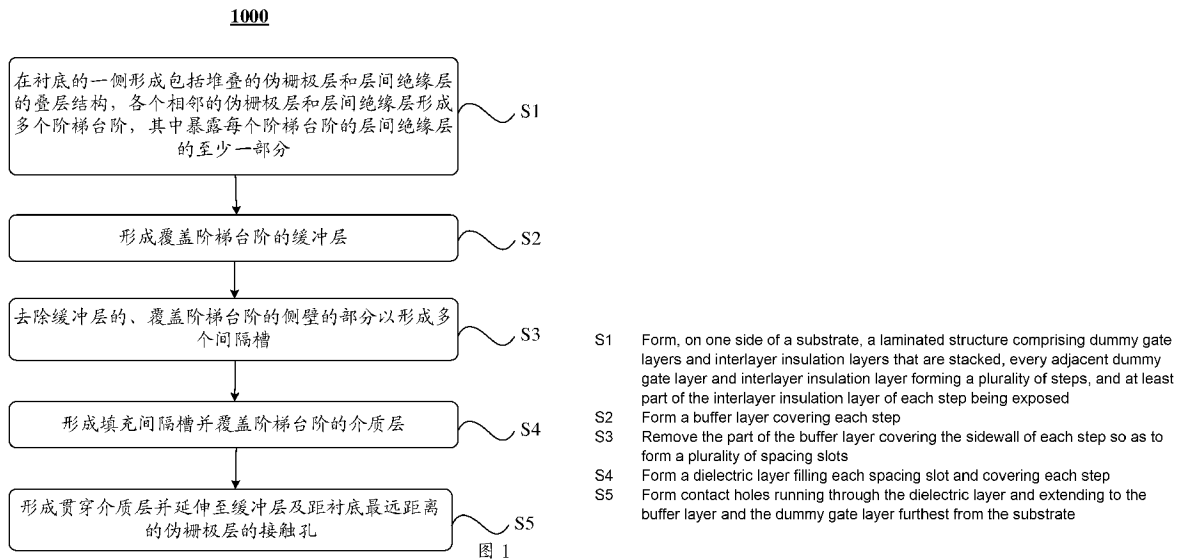 1000
在衬底的一侧形成包括堆叠的伪栅极层和层间绝缘层
的叠层结构，各个相邻的伪栅极层和层间绝缘层形成
多个阶梯台阶，其中暴露每个阶梯台阶的层间绝缘层
的至少一部分
S1
形成覆盖阶梯台阶的缓冲层
S2
去除缓冲层的、覆盖阶梯台阶的侧壁的部分以形成多
个间隔槽
S3
形成填充间隔槽并覆盖阶梯台阶的介质层
S4
形成贯穿介质层并延伸至缓冲层及距衬底最远距离
的伪栅极层的接触孔
S5
图 1
S1 Form, on one side of a substrate, a laminated structure comprising dummy gate
layers and interlayer insulation layers that are stacked, every adjacent dummy
gate layer and interlayer insulation layer forming a plurality of steps, and at least
part of the interlayer insulation layer of each step being exposed
S2 Form a buffer layer covering each step
S3 Remove the part of the buffer layer covering the sidewall of each step so as to
form a plurality of spacing slots
S4 Form a dielectric layer filling each spacing slot and covering each step
S5 Form contact holes running through the dielectric layer and extending to the
buffer layer and the dummy gate layer furthest from the substrate